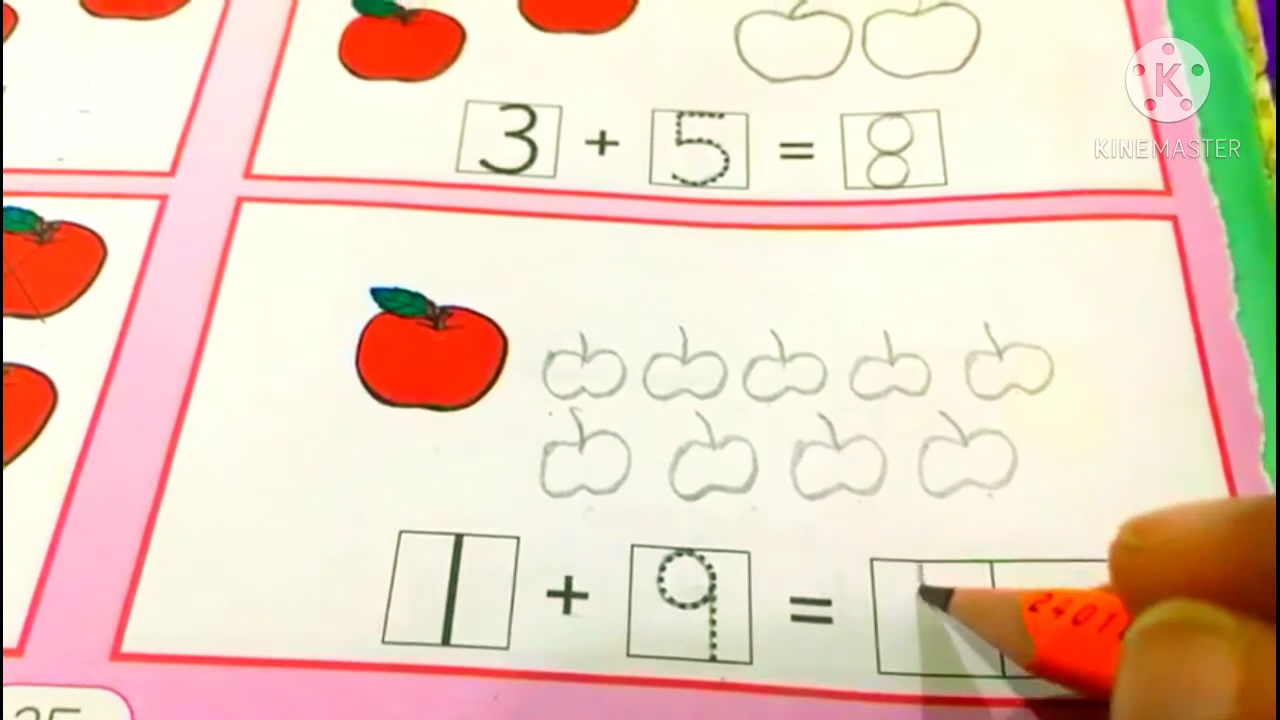 K
KINEMASTER
3 + 5 = 8
1 + 9 =